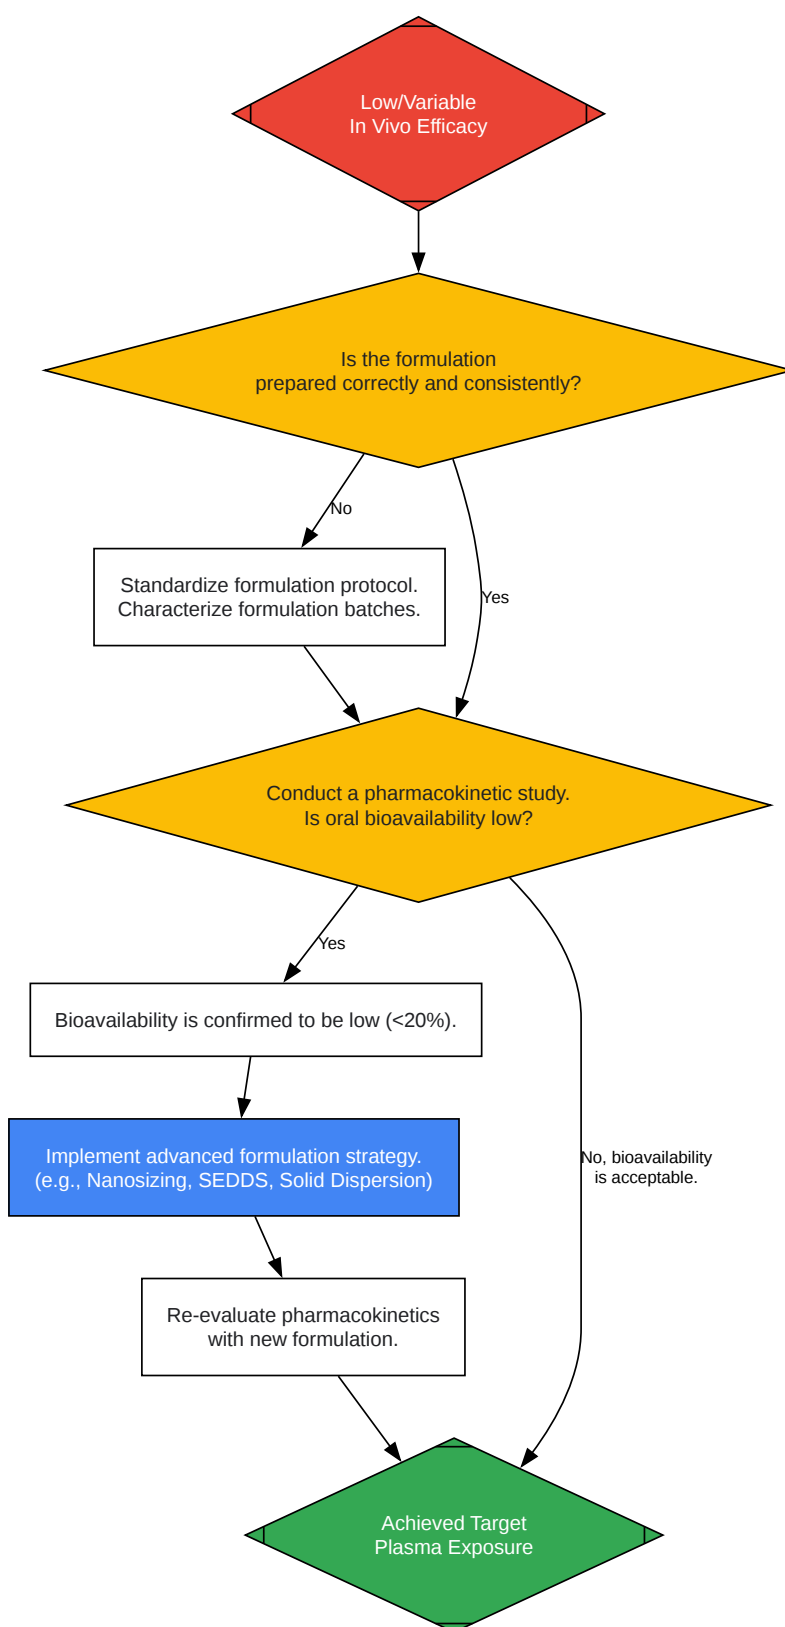 Low/Variable
In Vivo Efficacy
Is the formulation
prepared correctly and consistently?
No
Standardize formulation protocol.
Characterize formulation batches.
Yes
Conduct a pharmacokinetic study.
Is oral bioavailability low?
Yes
Bioavailability is confirmed to be low (<20%).
Implement advanced formulation strategy.
(e.g., Nanosizing, SEDDS, Solid Dispersion)
No, bioavailability
is acceptable.
Re-evaluate pharmacokinetics
with new formulation.
Achieved Target
Plasma Exposure